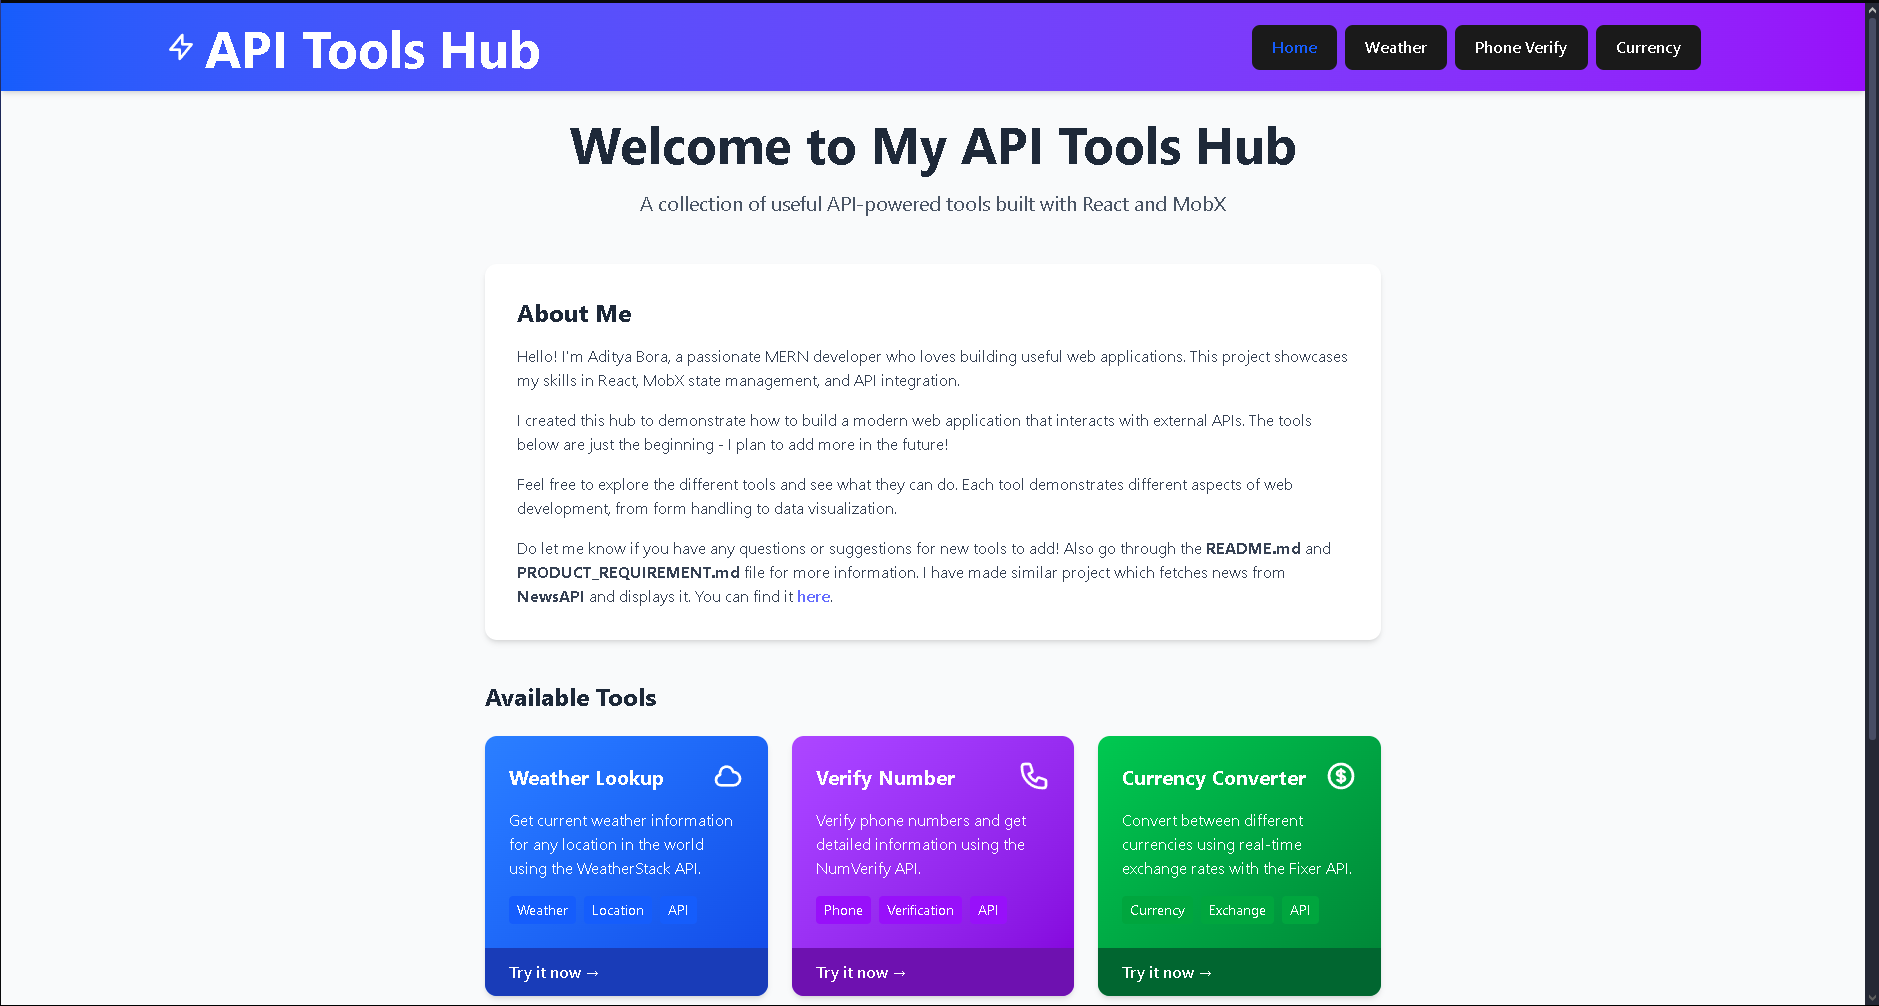 API Tools Hub
Home
Weather
Phone Verify
Currency
Welcome to My API Tools Hub
A collection of useful API-powered tools built with React and MobX
About Me
Hello! I'm Aditya Bora, a passionate MERN developer who loves building useful web applications. This project showcases
my skills in React, MobX state management, and API integration.
I created this hub to demonstrate how to build a modern web application that interacts with external APIs. The tools
below are just the beginning - I plan to add more in the future!
Feel free to explore the different tools and see what they can do. Each tool demonstrates different aspects of web
development, from form handling to data visualization.
Do let me know if you have any questions or suggestions for new tools to add! Also go through the README.md and
PRODUCT_REQUIREMENT.md file for more information. I have made similar project which fetches news from
NewsAPI and displays it. You can find it here.
Available Tools
Weather Lookup
Get current weather information
for any location in the world
using the WeatherStack API.
Weather Location API
Try it now →
Verify Number
Verify phone numbers and get
detailed information using the
NumVerify API.
Phone Verification API
Try it now →
Currency Converter
Convert between different
currencies using real-time
exchange rates with the Fixer API.
Currency Exchange API
Try it now →